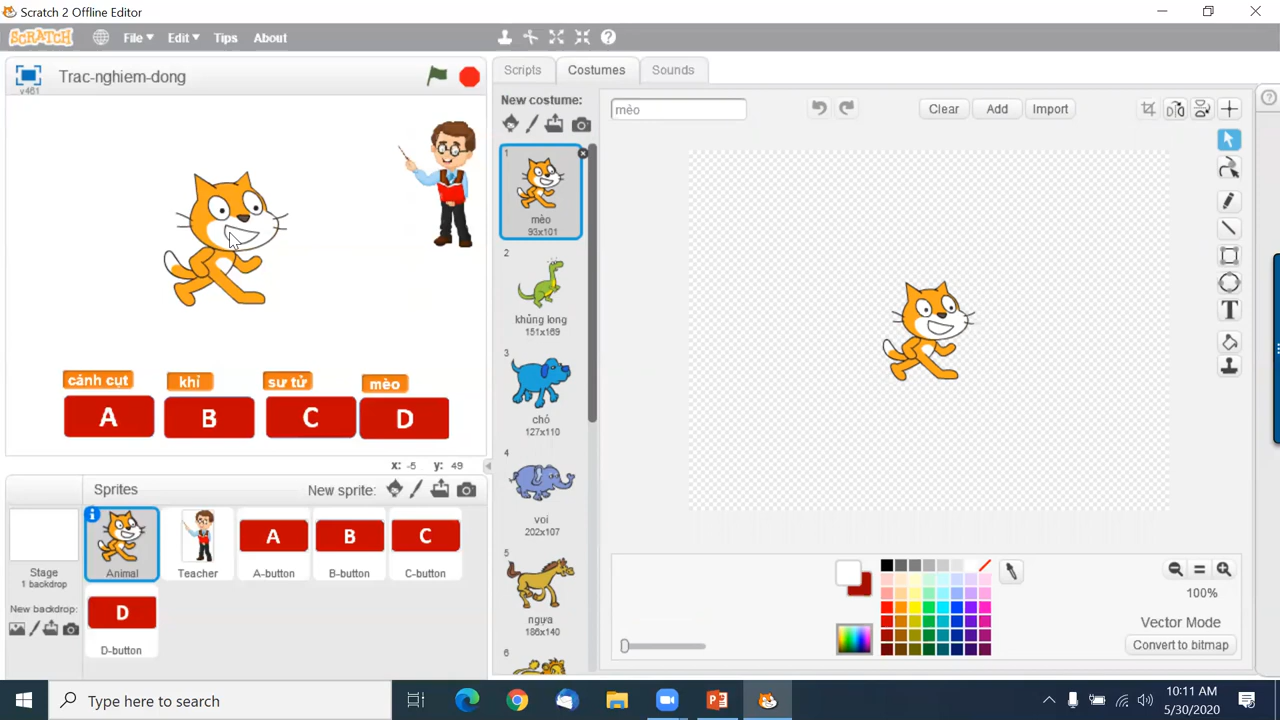 Scratch 2 Offline Editor
SCRATCH File Edit Tips About
v461 Trac-nghiem-dong
Scripts Costumes Sounds
New costume:
mèo
Clear Add Import
1
mèo
93x101
2
khủng long
151x169
3
chó
127x110
4
voi
202x107
5
ngựa
186x140
6
cánh cụt khỉ sư tử mèo
A B C D
x: -5 y: 49
Sprites New sprite:
Stage
1 backdrop
New backdrop:
Animal
Teacher
A
A-button
B
B-button
C
C-button
D
D-button
100%
Vector Mode
Convert to bitmap
T
Type here to search
10:11 AM
5/30/2020